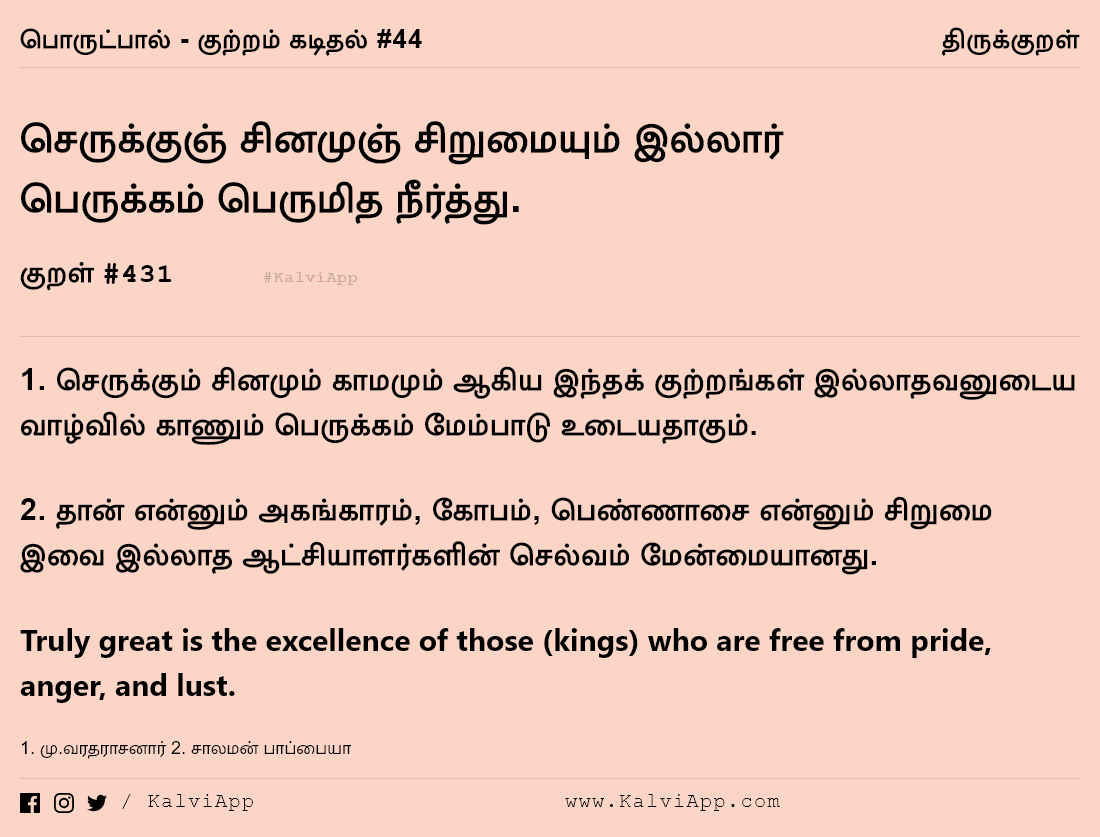 பொருட்பால் - குற்றம் கடிதல் #44
திருக்குறள்
செருக்குஞ் சினமுஞ் சிறுமையும் இல்லார்
பெருக்கம் பெருமித நீர்த்து.
குறள் #431
#KalviApp
1. செருக்கும் சினமும் காமமும் ஆகிய இந்தக் குற்றங்கள் இல்லாதவனுடைய
வாழ்வில் காணும் பெருக்கம் மேம்பாடு உடையதாகும்.
2. தான் என்னும் அகங்காரம், கோபம், பெண்ணாசை என்னும் சிறுமை
இவை இல்லாத ஆட்சியாளர்களின் செல்வம் மேன்மையானது.
Truly great is the excellence of those (kings) who are free from pride,
anger, and lust.
1. மு.வரதராசனார் 2. சாலமன் பாப்பையா
/ KalviApp
www.KalviApp.com